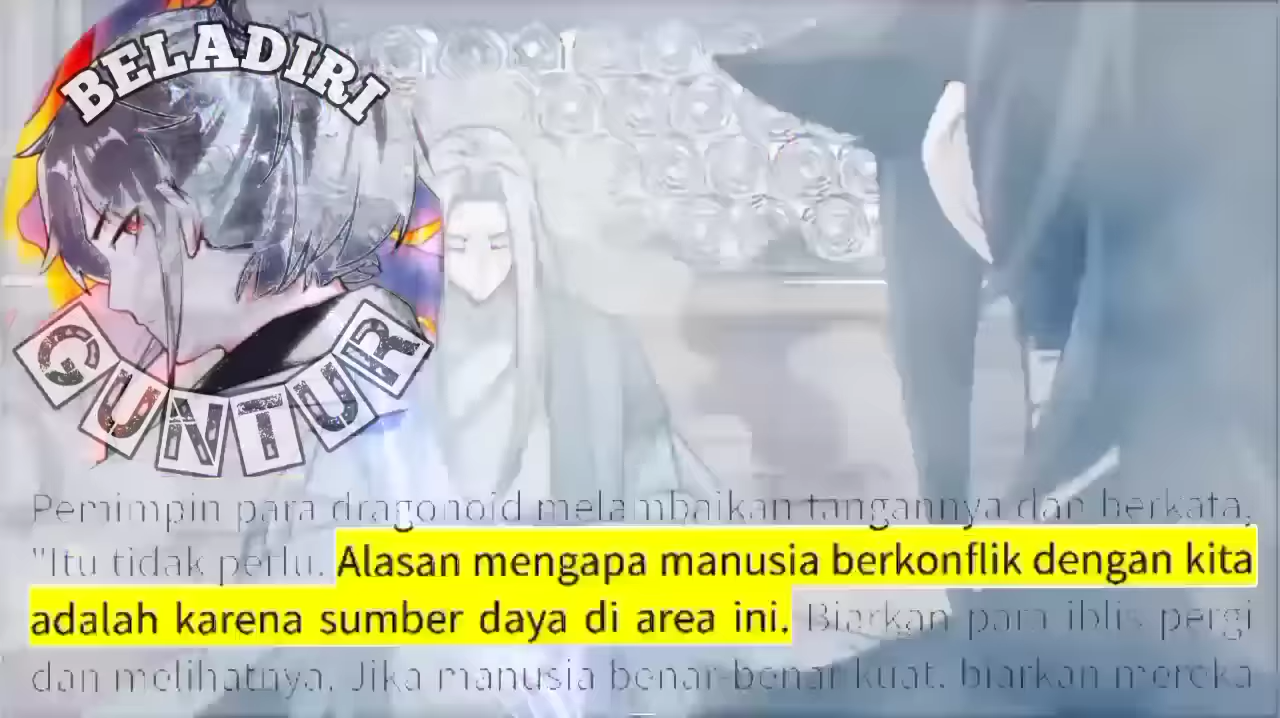 BELADIRI
GUNTUR
Pemimpin para dragonoid melambaikan tangannya dan berkata,
"Itu tidak perlu. Alasan mengapa manusia berkonflik dengan kita
adalah karena sumber daya di area ini. Biarkan para iblis pergi
dan melihatnya. Jika manusia benar-benar kuat, biarkan mereka